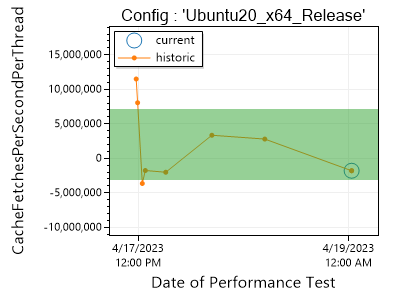 Config : 'Ubuntu20_x64_Release'
current
historic
CacheFetchesPerSecondPerThread
15,000,000
10,000,000
5,000,000
0
-5,000,000
-10,000,000
4/17/2023
12:00 PM
4/19/2023
12:00 AM
Date of Performance Test